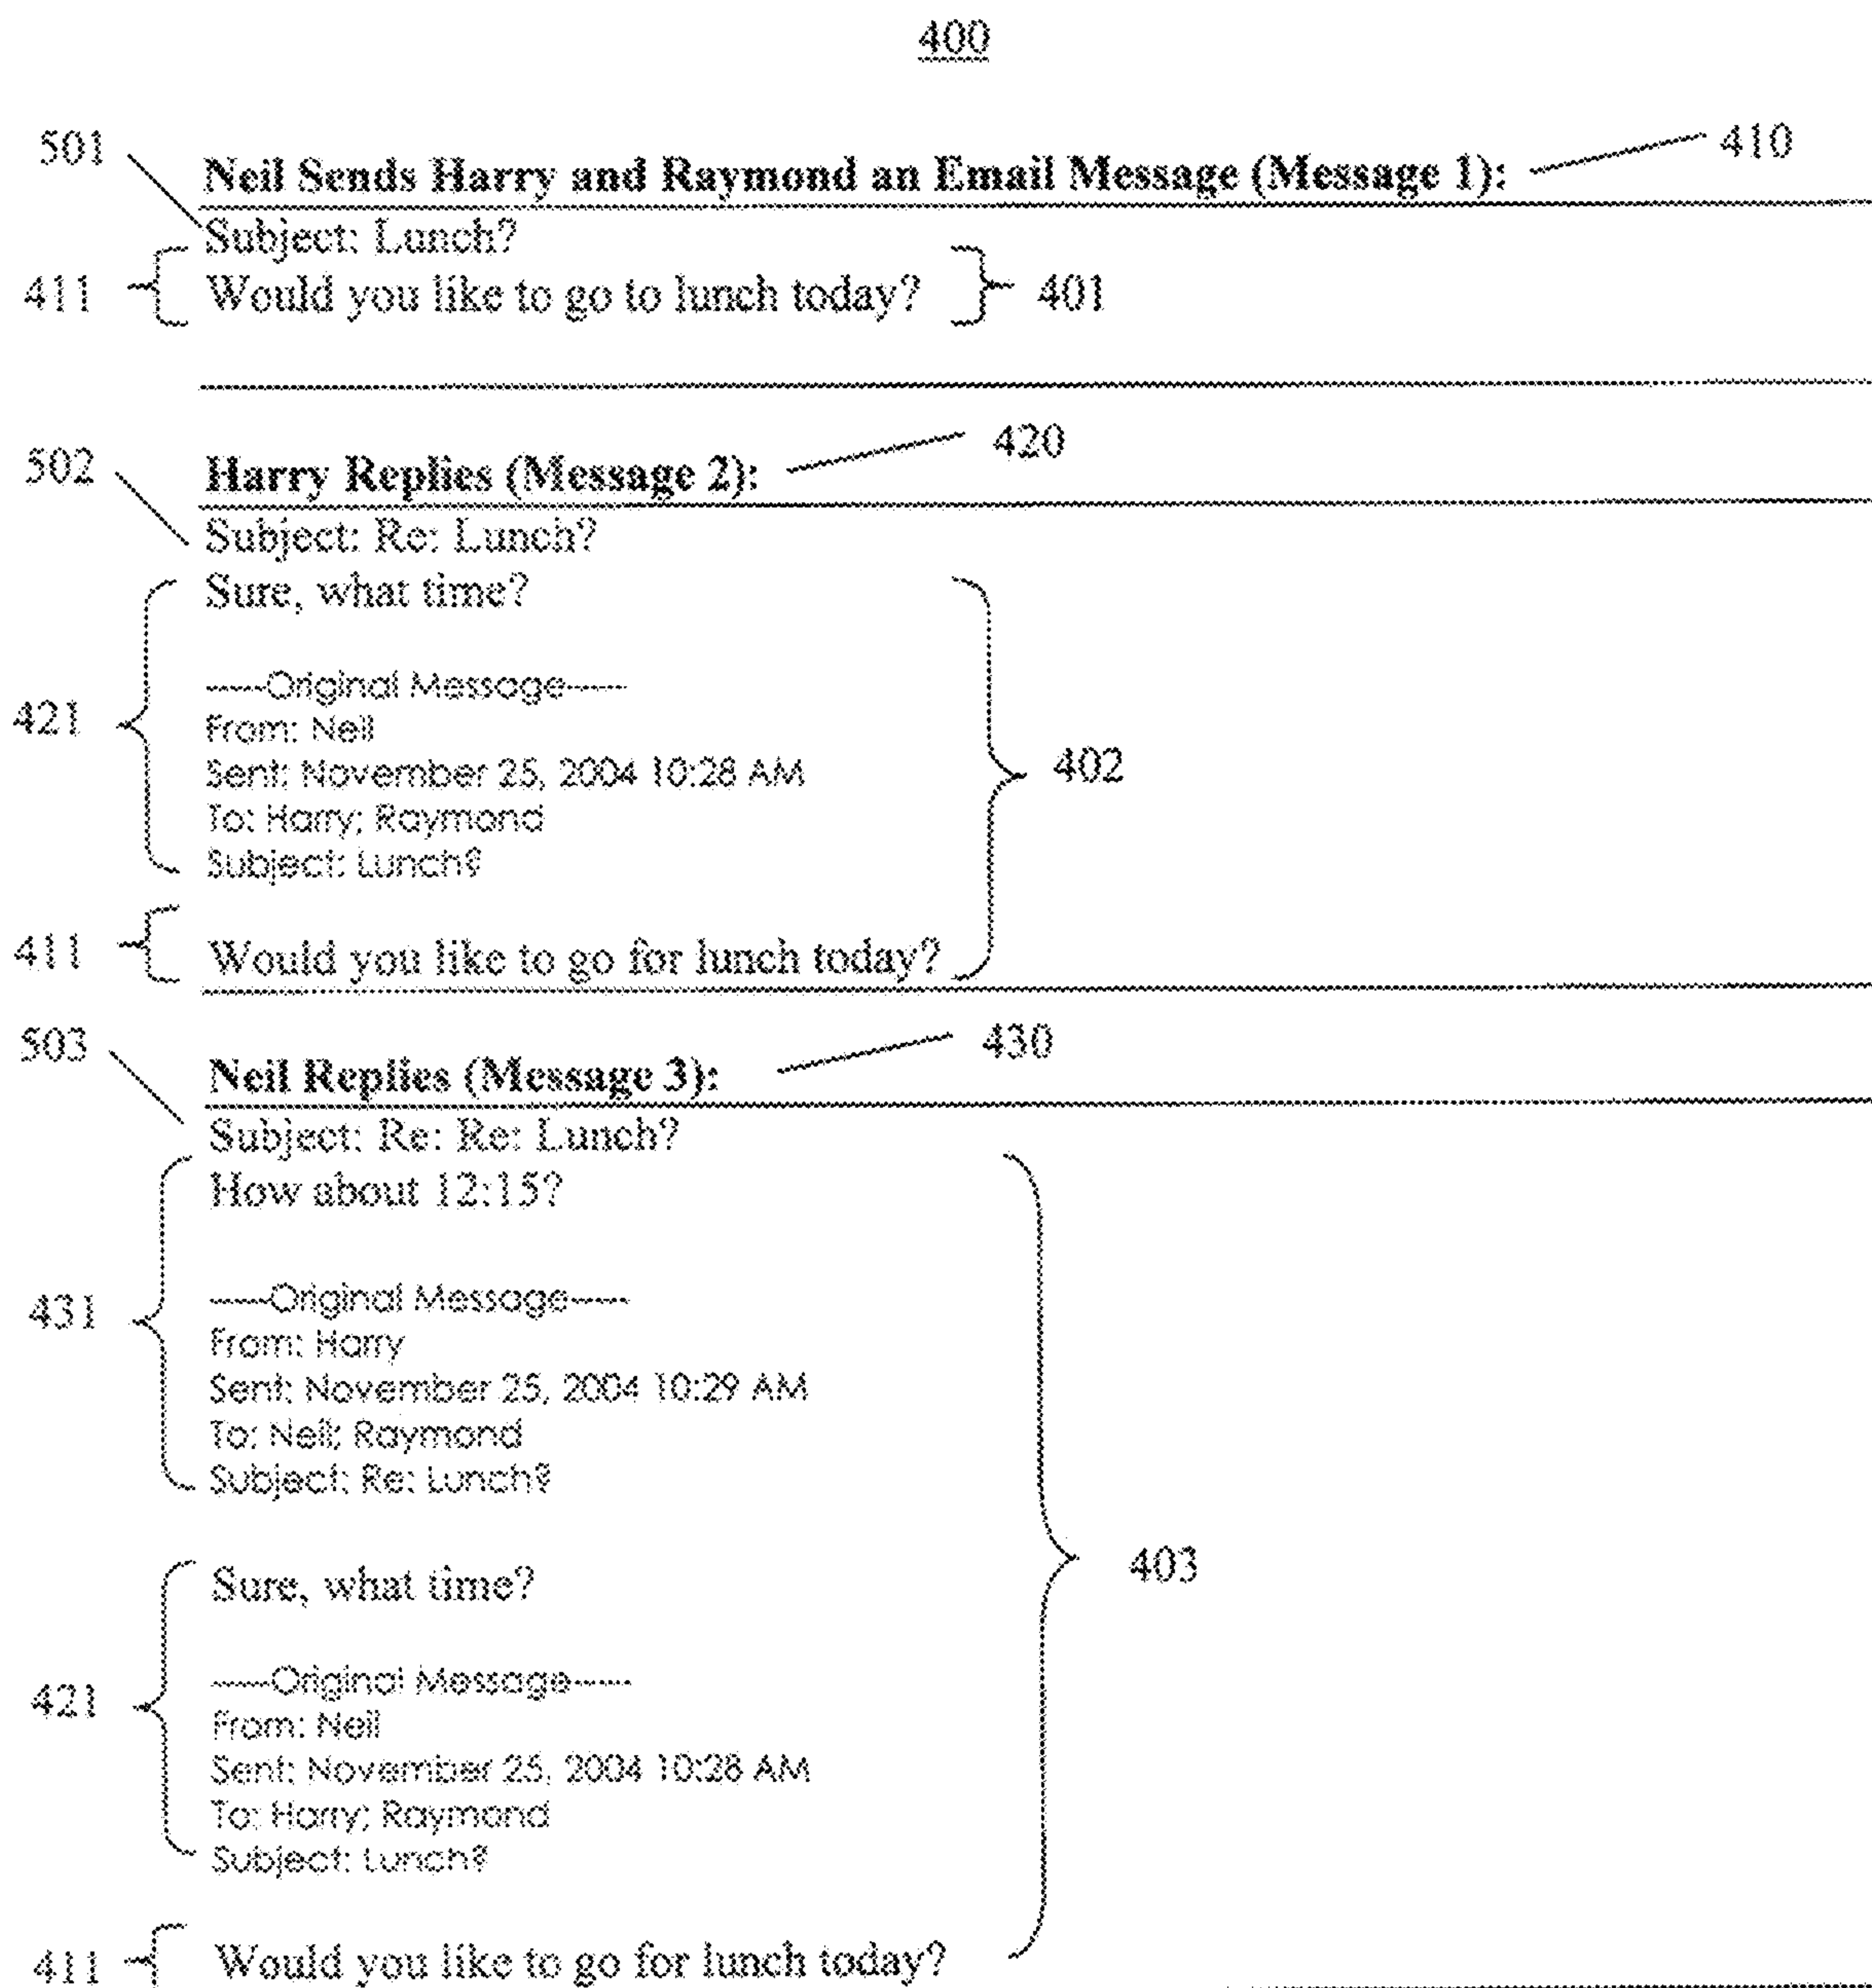 400
501 Neil Sends Harry and Raymond an Email Message (Message 1): 410
Subject: Lunch?
411 Would you like to go to lunch today? 401
502 Harry Replies (Message 2): 420
Subject: Re: Lunch?
Sure, what time?
-----Original Message-----
421 From: Neil
Sent: November 25, 2004 10:28 AM 402
To: Harry; Raymond
Subject: Lunch?
411 Would you like to go for lunch today?
503 Neil Replies (Message 3): 430
Subject: Re: Re: Lunch?
How about 12:15?
431 -----Original Message-----
From: Harry
Sent: November 25, 2004 10:29 AM
To: Neil; Raymond
Subject: Re: Lunch?
Sure, what time? 403
421 -----Original Message-----
From: Neil
Sent: November 25, 2004 10:28 AM
To: Harry; Raymond
Subject: Lunch?
411 Would you like to go for lunch today?